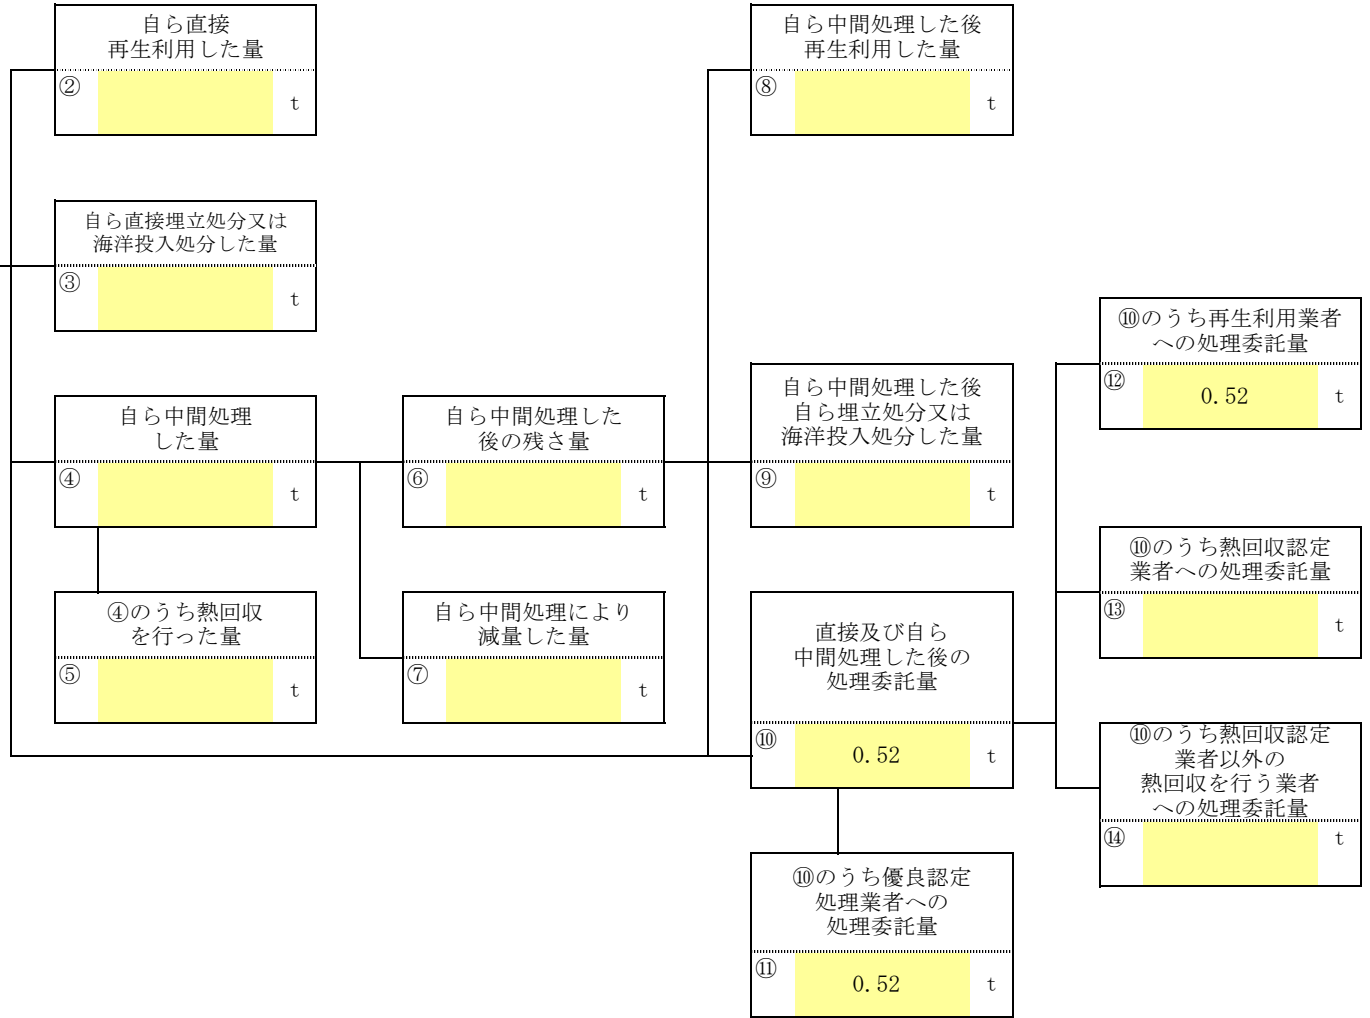 自ら直接
再生利用した量
②
t
自ら中間処理した後
再生利用した量
⑧
t
自ら直接埋立処分又は
海洋投入処分した量
③
t
⑩のうち再生利用業者
への処理委託量
⑫
0.52
t
自ら中間処理
した量
④
t
自ら中間処理した
後の残さ量
⑥
t
自ら中間処理した後
自ら埋立処分又は
海洋投入処分した量
⑨
t
⑩のうち熱回収認定
業者への処理委託量
⑬
t
④のうち熱回収
を行った量
⑤
t
自ら中間処理により
減量した量
⑦
t
直接及び自ら
中間処理した後の
処理委託量
⑩
0.52
t
⑩のうち熱回収認定
業者以外の
熱回収を行う業者
への処理委託量
⑭
t
⑩のうち優良認定
処理業者への
処理委託量
⑪
0.52
t